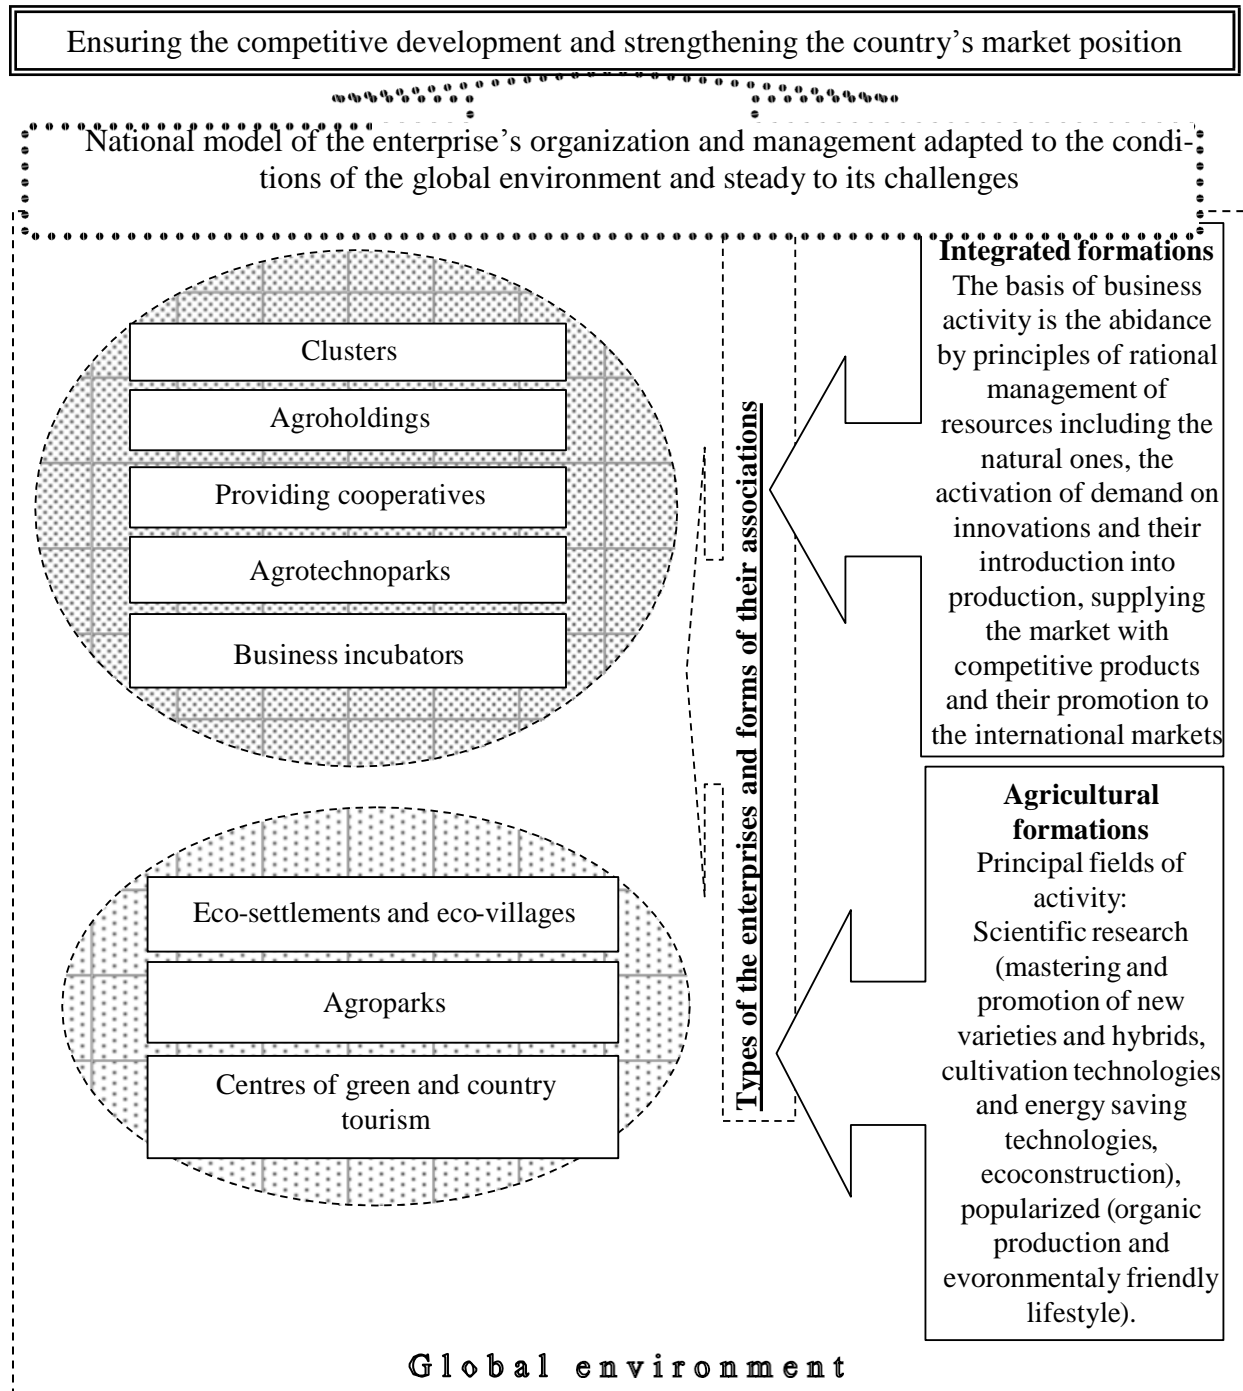 Ensuring the competitive development and strengthening the country’s market position
National model of the enterprise’s organization and management adapted to the condi-
tions of the global environment and steady to its challenges
Clusters
Agroholdings
Providing cooperatives
Agrotechnoparks
Business incubators
Eco-settlements and eco-villages
Agroparks
Centres of green and country
tourism
Types of the enterprises and forms of their associations
Integrated formations
The basis of business
activity is the abidance
by principles of rational
management of
resources including the
natural ones, the
activation of demand on
innovations and their
introduction into
production, supplying
the market with
competitive products
and their promotion to
the international markets
Agricultural
formations
Principal fields of
activity:
Scientific research
(mastering and
promotion of new
varieties and hybrids,
cultivation technologies
and energy saving
technologies,
ecoconstruction),
popularized (organic
production and
evoronmentaly friendly
lifestyle).
Global environment